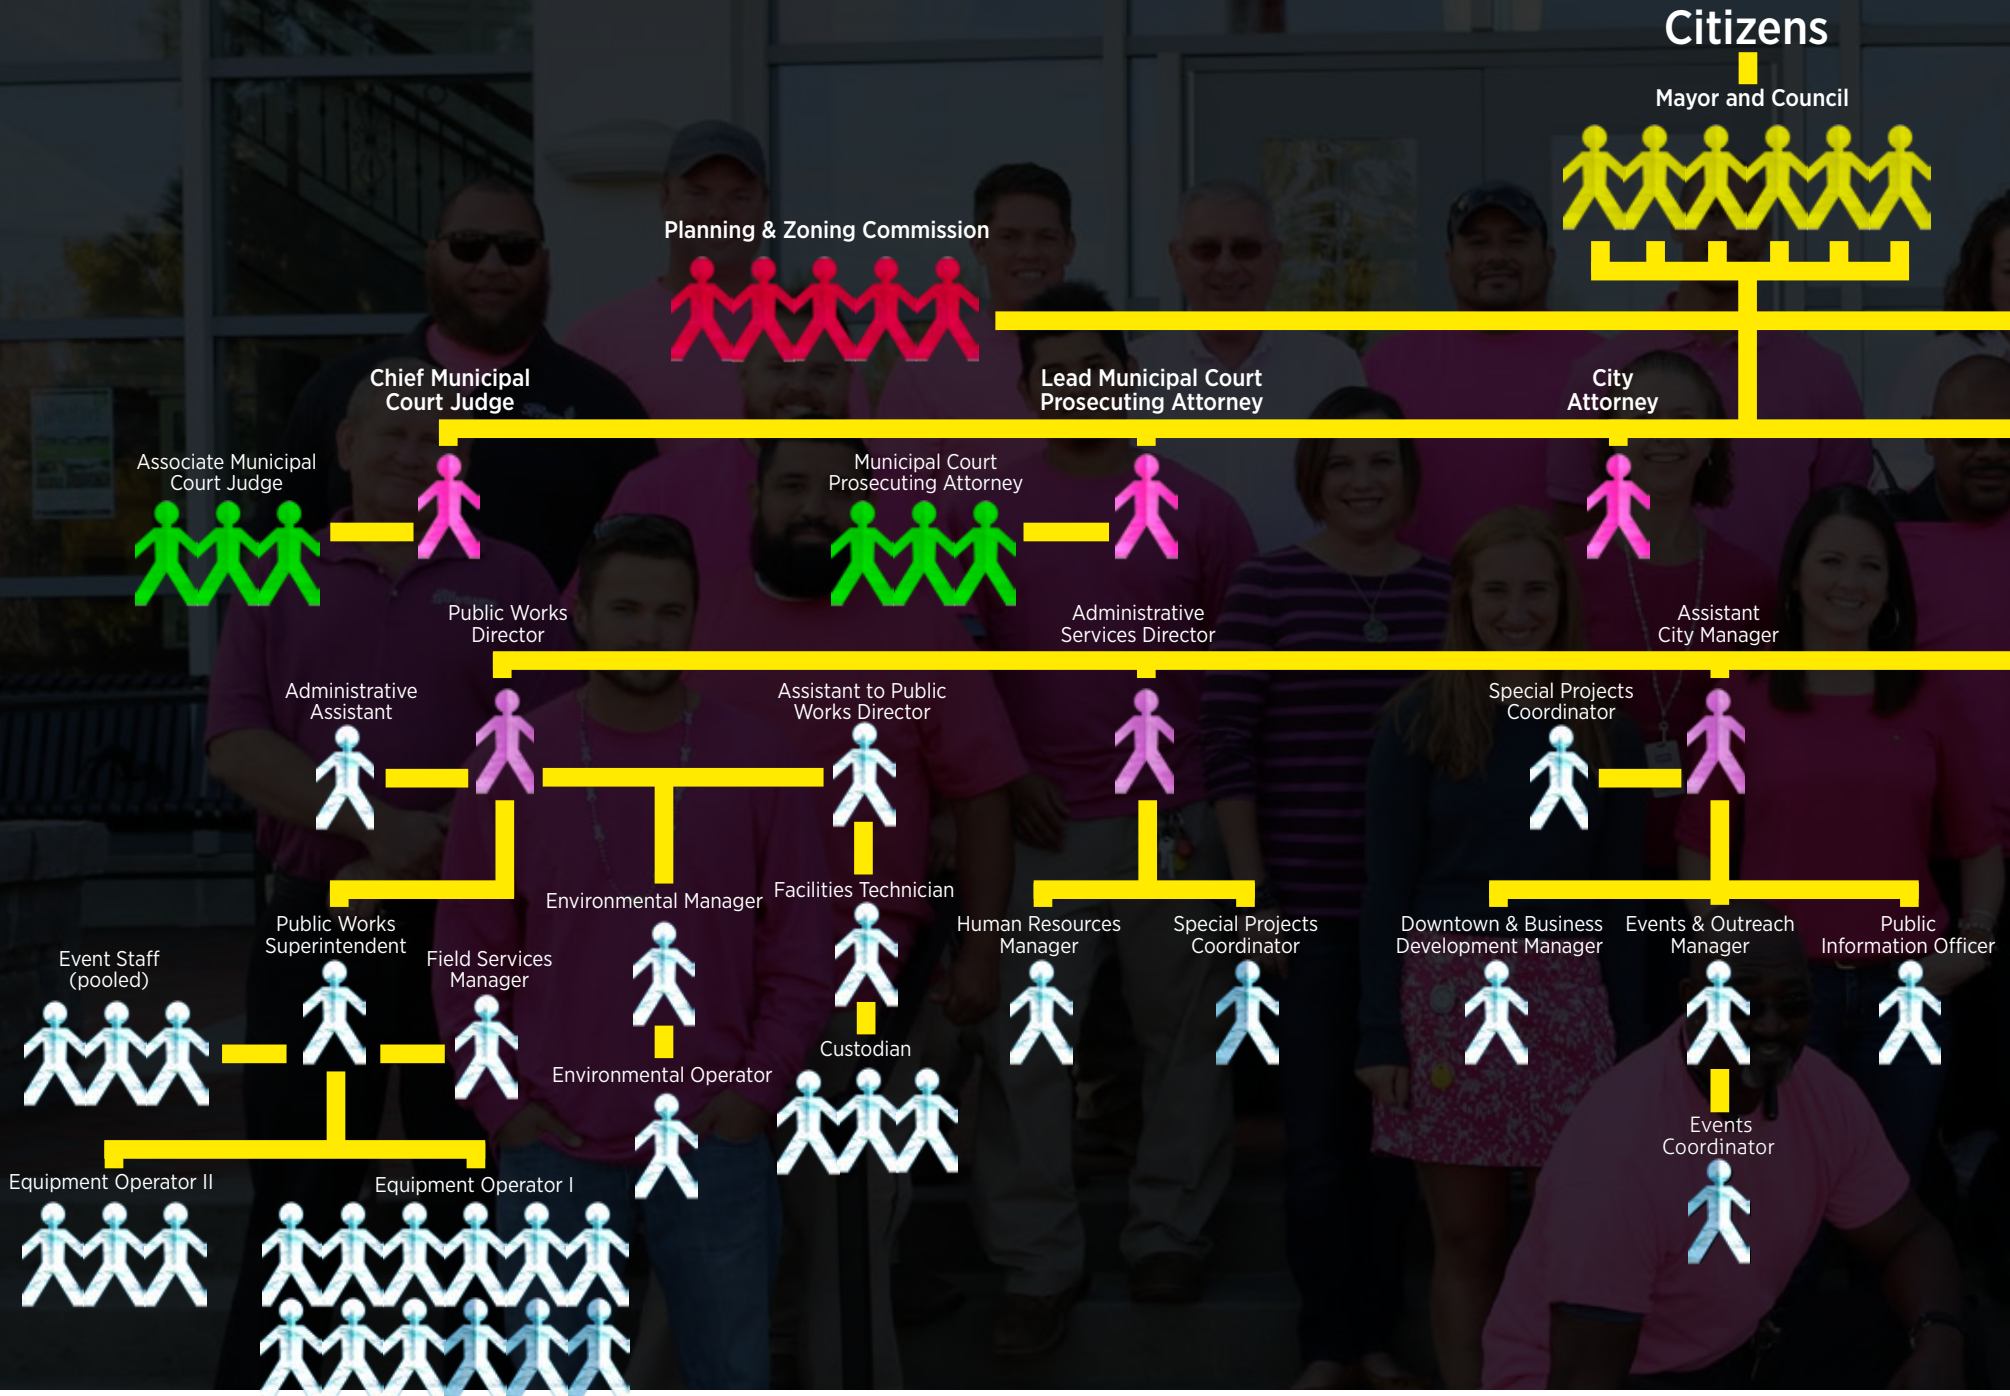 Citizens
Mayor and Council
Planning & Zoning Commission
Chief Municipal
Court Judge
Lead Municipal Court
Prosecuting Attorney
City
Attorney
Associate Municipal
Court Judge
Municipal Court
Prosecuting Attorney
Public Works
Director
Administrative
Services Director
Assistant
City Manager
Administrative
Assistant
Assistant to Public
Works Director
Special Projects
Coordinator
Environmental Manager
Facilities Technician
Public Works
Superintendent
Human Resources
Manager
Special Projects
Coordinator
Downtown & Business
Development Manager
Events & Outreach
Manager
Public
Information Officer
Event Staff
(pooled)
Field Services
Manager
Custodian
Environmental Operator
Events
Coordinator
Equipment Operator II
Equipment Operator I